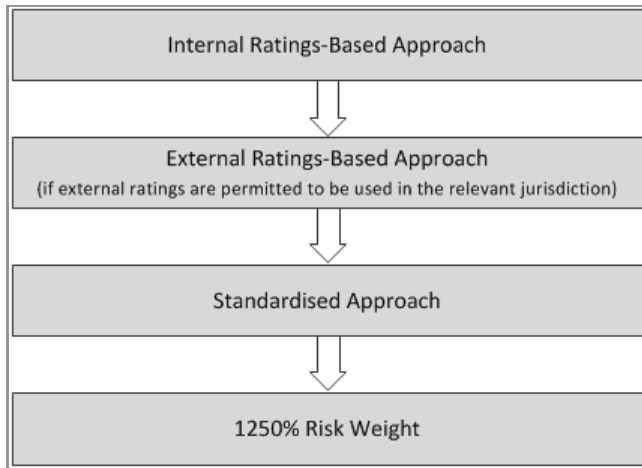 Internal Ratings-Based Approach
External Ratings-Based Approach
(if external ratings are permitted to be used in the relevant jurisdiction)
Standardised Approach
1250% Risk Weight